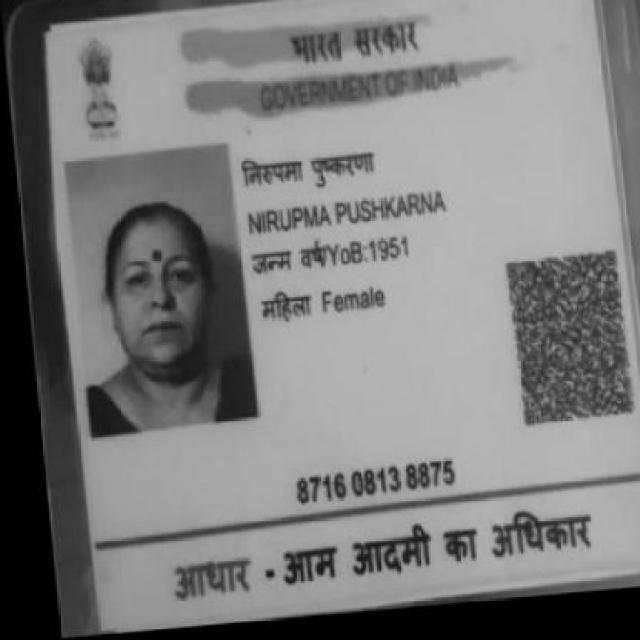 भारत सरकार
GOVERNMENT OF INDIA
निरुपमा पुष्करणा
NIRUPMA PUSHKARNA
जन्म वर्ष/YoB:1951
महिला Female
8716 0813 8875
आधार - आम आदमी का अधिकार